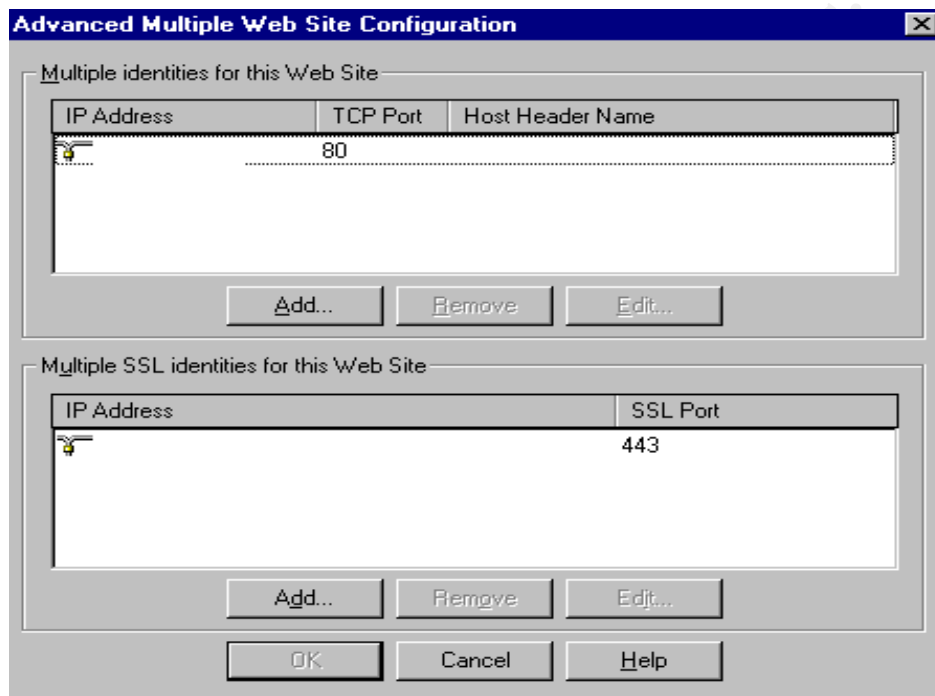 Advanced Multiple Web Site Configuration
Multiple identities for this Web Site
IP Address TCP Port Host Header Name
80
Add... Remove Edit...
Multiple SSL identities for this Web Site
IP Address SSL Port
443
Add... Remove Edit...
OK Cancel Help